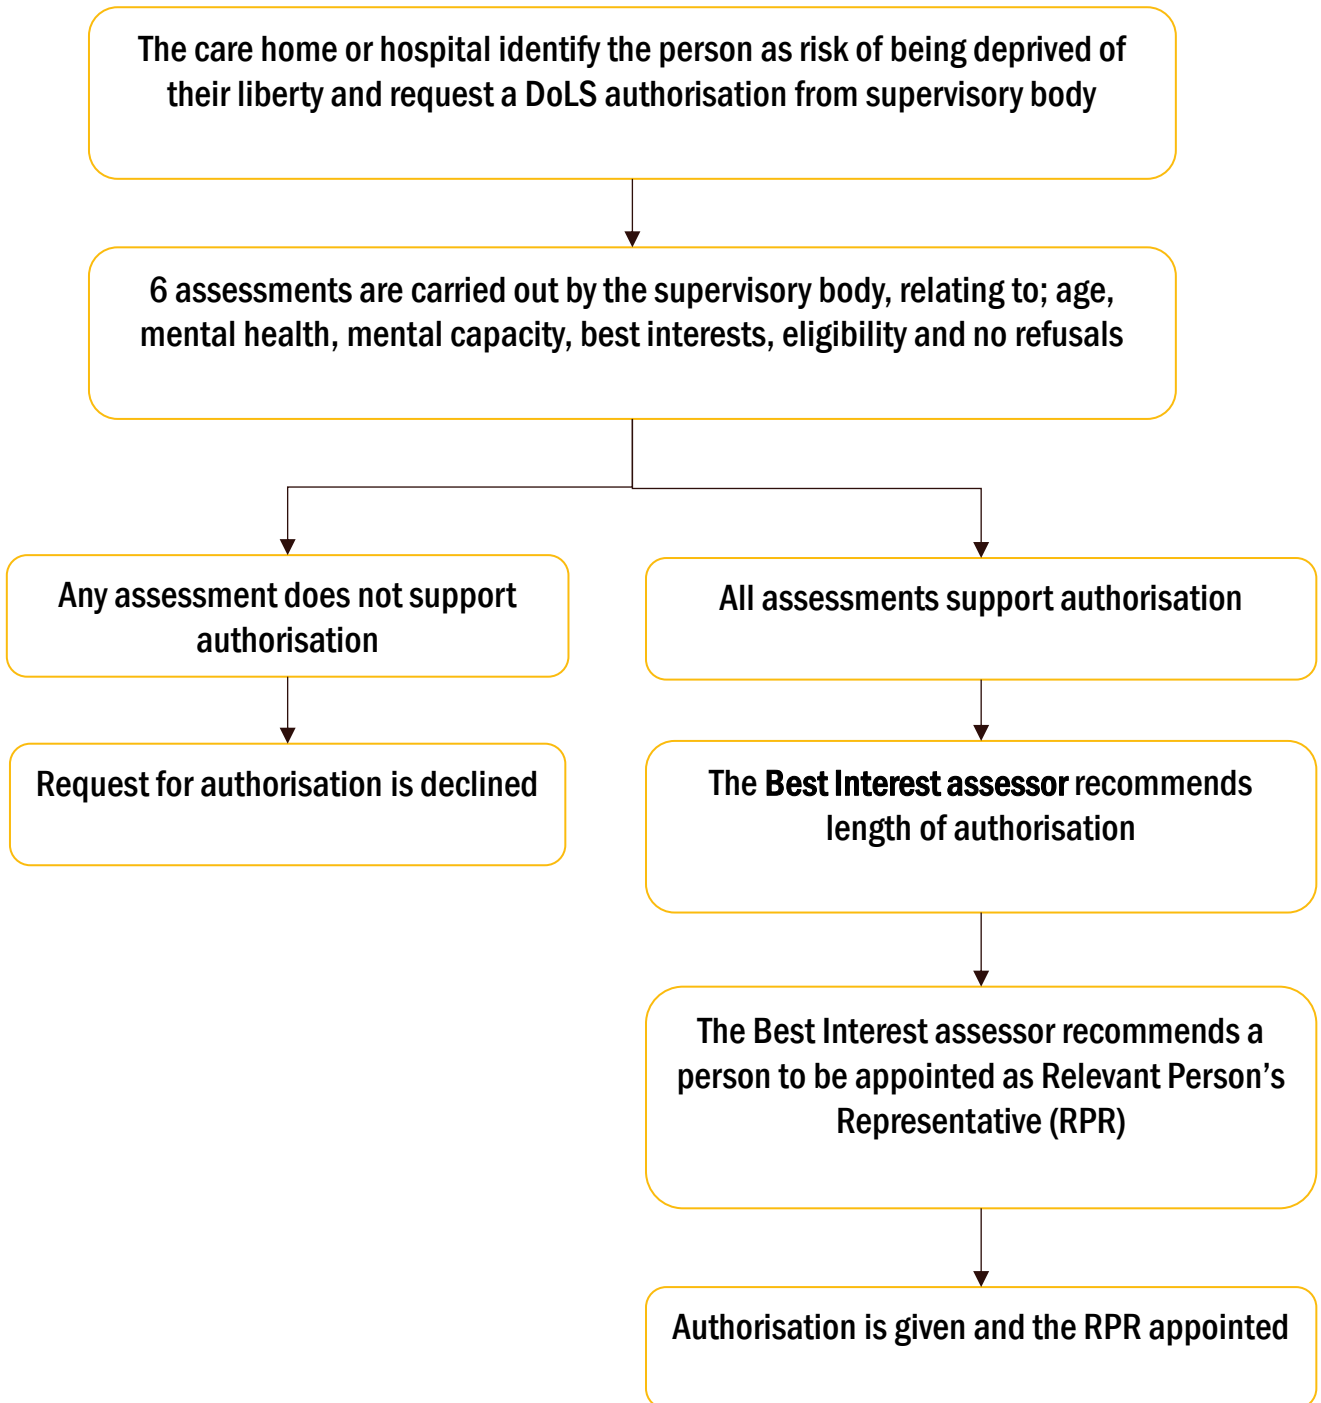 The care home or hospital identify the person as risk of being deprived of
their liberty and request a DoLS authorisation from supervisory body
6 assessments are carried out by the supervisory body, relating to; age,
mental health, mental capacity, best interests, eligibility and no refusals
Any assessment does not support
authorisation
All assessments support authorisation
Request for authorisation is declined
The Best Interest assessor recommends
length of authorisation
The Best Interest assessor recommends a
person to be appointed as Relevant Person’s
Representative (RPR)
Authorisation is given and the RPR appointed